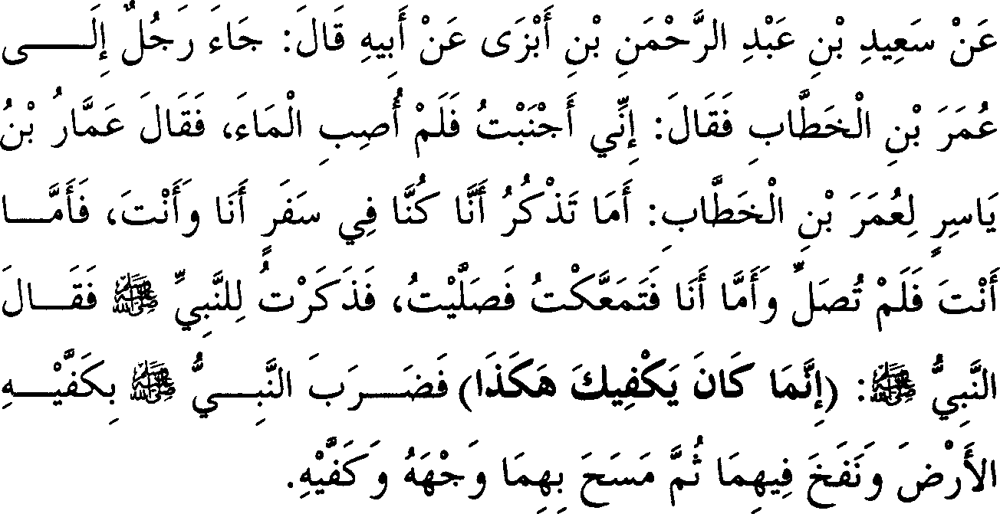 عَنْ سَعِيدِ بْنِ عَبْدِ الرَّحْمَنِ بْنِ أَبْزَى عَنْ أَبِيهِ قَالَ: جَاءَ رَجُلٌ إِلَى
عُمَرَ بْنِ الْخَطَّابِ فَقَالَ: إِنِّي أَجْنَبْتُ فَلَمْ أُصِبِ الْمَاءَ، فَقَالَ عَمَّارُ بْنُ
يَاسِرٍ لِعُمَرَ بْنِ الْخَطَّابِ: أَمَا تَذْكُرُ أَنَّا كُنَّا فِي سَفَرٍ أَنَا وَأَنْتَ، فَأَمَّا
أَنْتَ فَلَمْ تُصَلِّ وَأَمَّا أَنَا فَتَمَعَّكْتُ فَصَلَّيْتُ، فَذَكَرْتُ لِلنَّبِيِّ ﷺ فَقَالَ
النَّبِيُّ ﷺ: (إِنَّمَا كَانَ يَكْفِيكَ هَكَذَا) فَضَرَبَ النَّبِيُّ ﷺ بِكَفَّيْهِ
الأَرْضَ وَنَفَخَ فِيهِمَا ثُمَّ مَسَحَ بِهِمَا وَجْهَهُ وَكَفَّيْهِ.